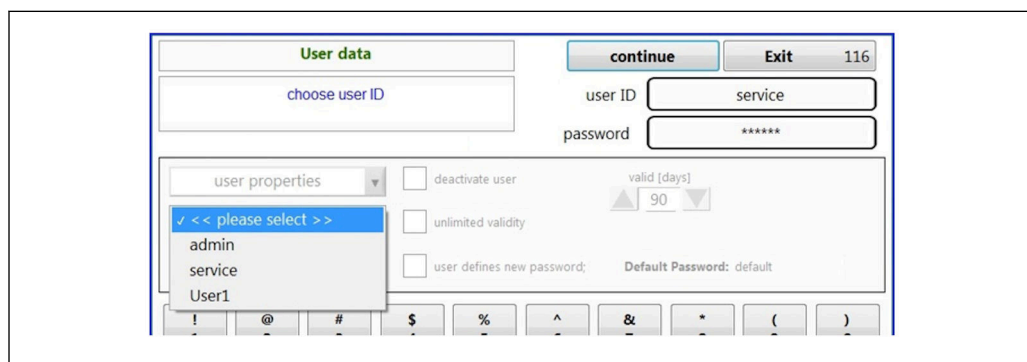 User data
continue
Exit 116
choose user ID
user ID service
password ******
user properties
deactivate user
valid [days]
90
✓ << please select >>
unlimited validity
admin
service
user defines new password; Default Password: default
User1
! @ # $ % ^ & * ( )